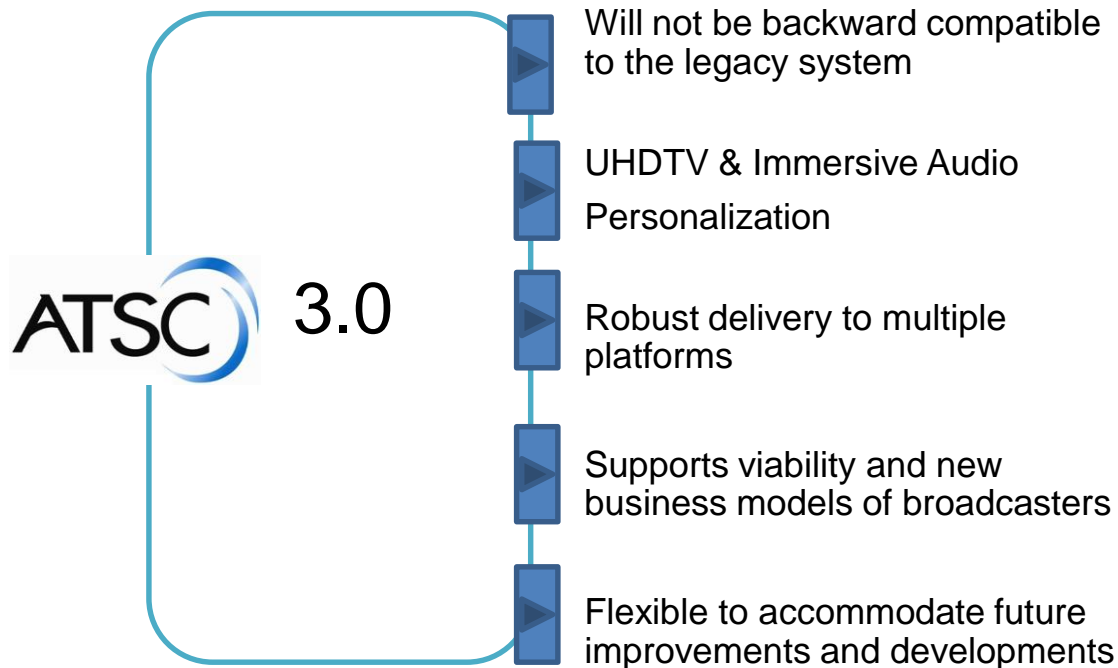 Will not be backward compatible
to the legacy system
UHDTV & Immersive Audio
Personalization
ATSC 3.0
Robust delivery to multiple
platforms
Supports viability and new
business models of broadcasters
Flexible to accommodate future
improvements and developments